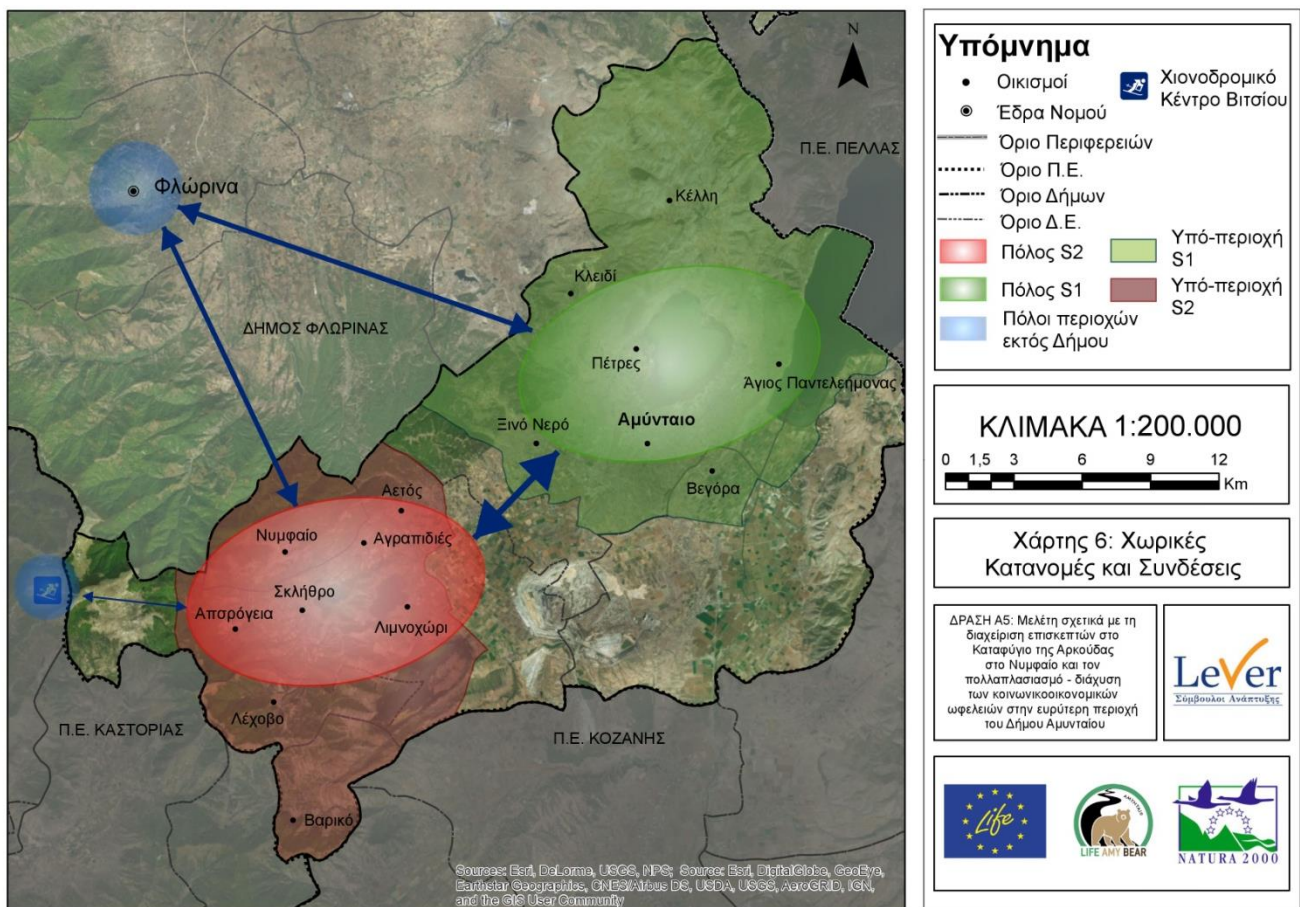 N
Π.Ε. ΠΕΛΛΑΣ
Φλώρινα
Κέλλη
Κλειδί
ΔΗΜΟΣ ΦΛΩΡΙΝΑΣ
Πέτρες
Άγιος Παντελεήμονας
Ξινό Νερό
Αμύνταιο
Βεγόρα
Αετός
Νυμφαίο
Αγραπιδιές
Σκλήθρο
Απσρόγεια
Λιμνοχώρι
Λέχοβο
Π.Ε. ΚΑΣΤΟΡΙΑΣ
Π.Ε. ΚΟΖΑΝΗΣ
Βαρικό
Sources: Esri, DeLorme, USGS, NPS; Source: Esri, DigitalGlobe, GeoEye,
Earthstar Geographics, CNES/Airbus DS, USDA, USGS, AeroGRID, IGN,
and the GIS User Community
Υπόμνημα
Οικισμοί
Έδρα Νομού
Όριο Περιφερειών
Όριο Π.Ε.
Όριο Δήμων
Όριο Δ.Ε.
Πόλος S2
Πόλος S1
Πόλοι περιοχών
εκτός Δήμου
Χιονοδρομικό
Κέντρο Βιτσίου
Υπό-περιοχή
S1
Υπό-περιοχή
S2
ΚΛΙΜΑΚΑ 1:200.000
0 1,5 3 6 9 12
Km
Χάρτης 6: Χωρικές
Κατανομές και Συνδέσεις
ΔΡΑΣΗ Α5: Μελέτη σχετικά με τη
διαχείριση επισκεπτών στο
Καταφύγιο της Αρκούδας
στο Νυμφαίο και τον
πολλαπλασιασμό - διάχυση
των κοινωνικοοικονομικών
ωφελειών στην ευρύτερη περιοχή
του Δήμου Αμυνταίου
LeVer
Σύμβουλοι Ανάπτυξης
Life
LIFE AMY BEAR
NATURA 2000